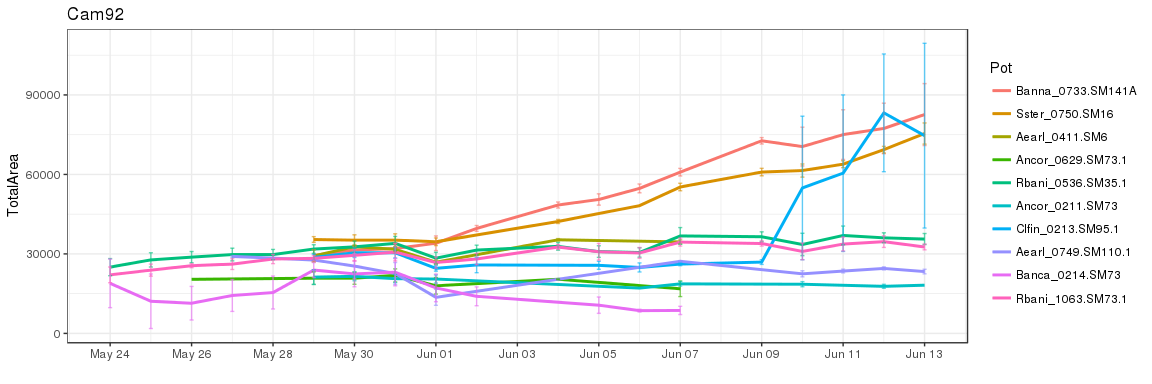 Cam92
TotalArea
90000
60000
30000
0
May 24
May 26
May 28
May 30
Jun 01
Jun 03
Jun 05
Jun 07
Jun 09
Jun 11
Jun 13
Pot
Banna_0733.SM141A
Sster_0750.SM16
Aearl_0411.SM6
Ancor_0629.SM73.1
Rbani_0536.SM35.1
Ancor_0211.SM73
Clfin_0213.SM95.1
Aearl_0749.SM110.1
Banca_0214.SM73
Rbani_1063.SM73.1